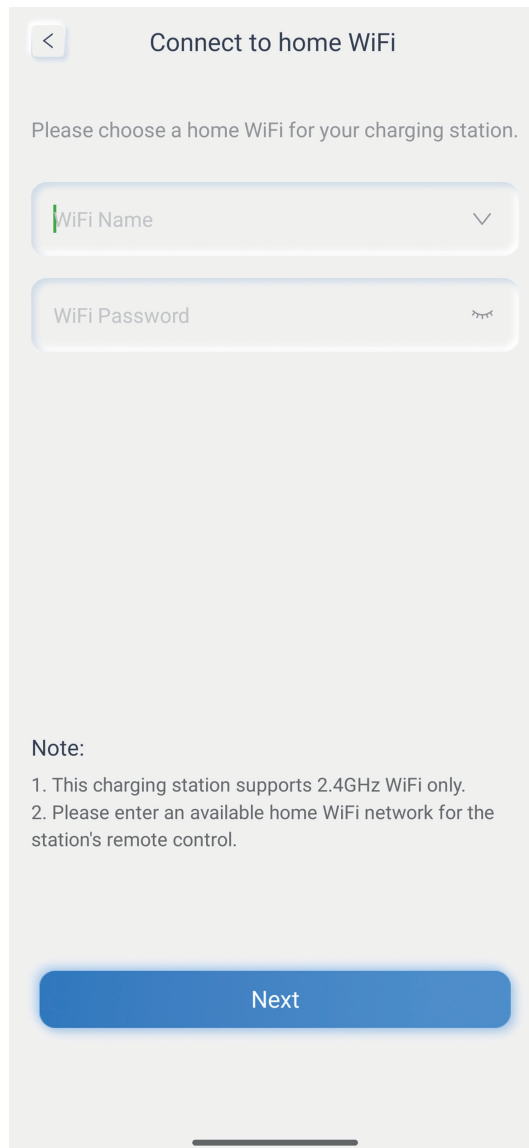 Connect to home WiFi
Please choose a home WiFi for your charging station.
WiFi Name
WiFi Password
Note:
1. This charging station supports 2.4GHz WiFi only.
2. Please enter an available home WiFi network for the
station's remote control.
Next